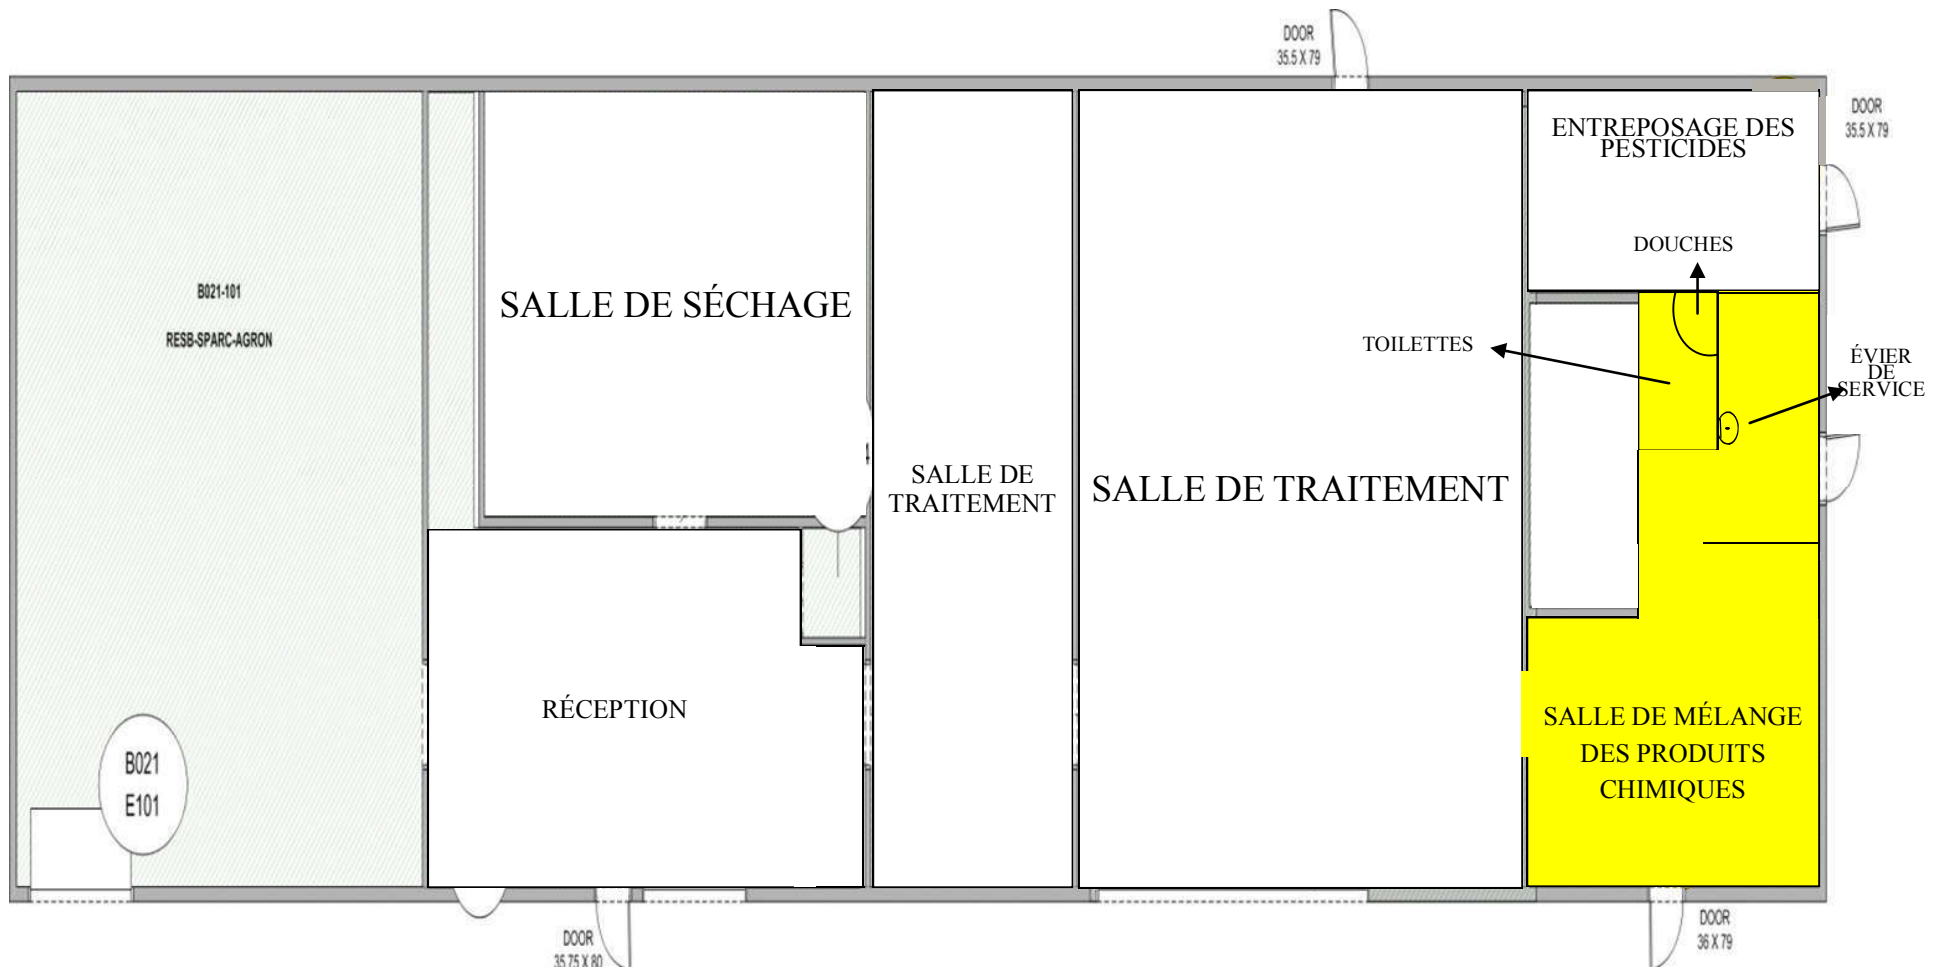 DOOR
35.5 X 79
DOOR
35.5 X 79
ENTREPOSAGE DES
PESTICIDES
DOUCHES
B021-101
RESB-SPARC-AGRON
SALLE DE SÉCHAGE
TOILETTES
ÉVIER
DE
SERVICE
SALLE DE
TRAITEMENT
SALLE DE TRAITEMENT
RÉCEPTION
SALLE DE MÉLANGE
DES PRODUITS
CHIMIQUES
B021
E101
DOOR
35.75 X 80
DOOR
36 X 79